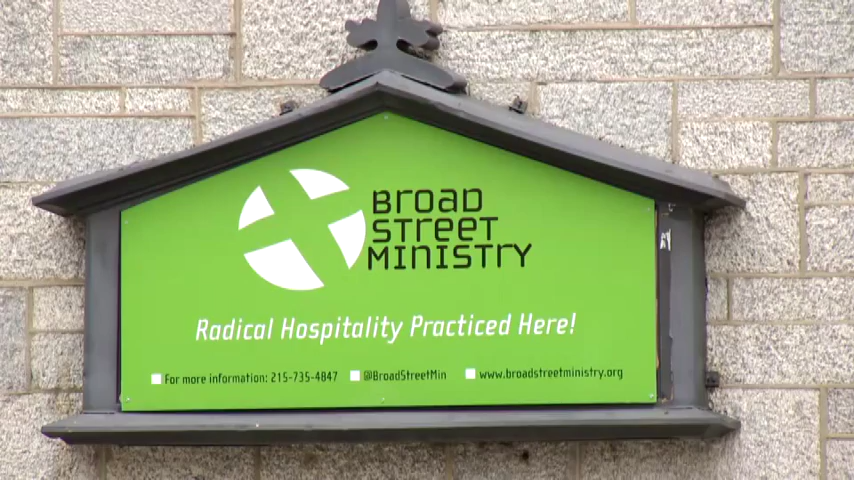 Broad
Street
Ministry
Radical Hospitality Practiced Here!
For more information: 215-735-4847 @BroadStreetMin www.broadstreetministry.org